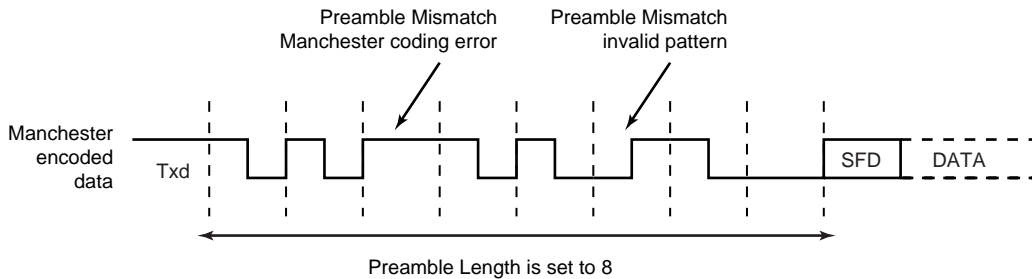 Preamble Mismatch
Manchester coding error
Preamble Mismatch
invalid pattern
Manchester
encoded
data
Txd
SFD
DATA
Preamble Length is set to 8